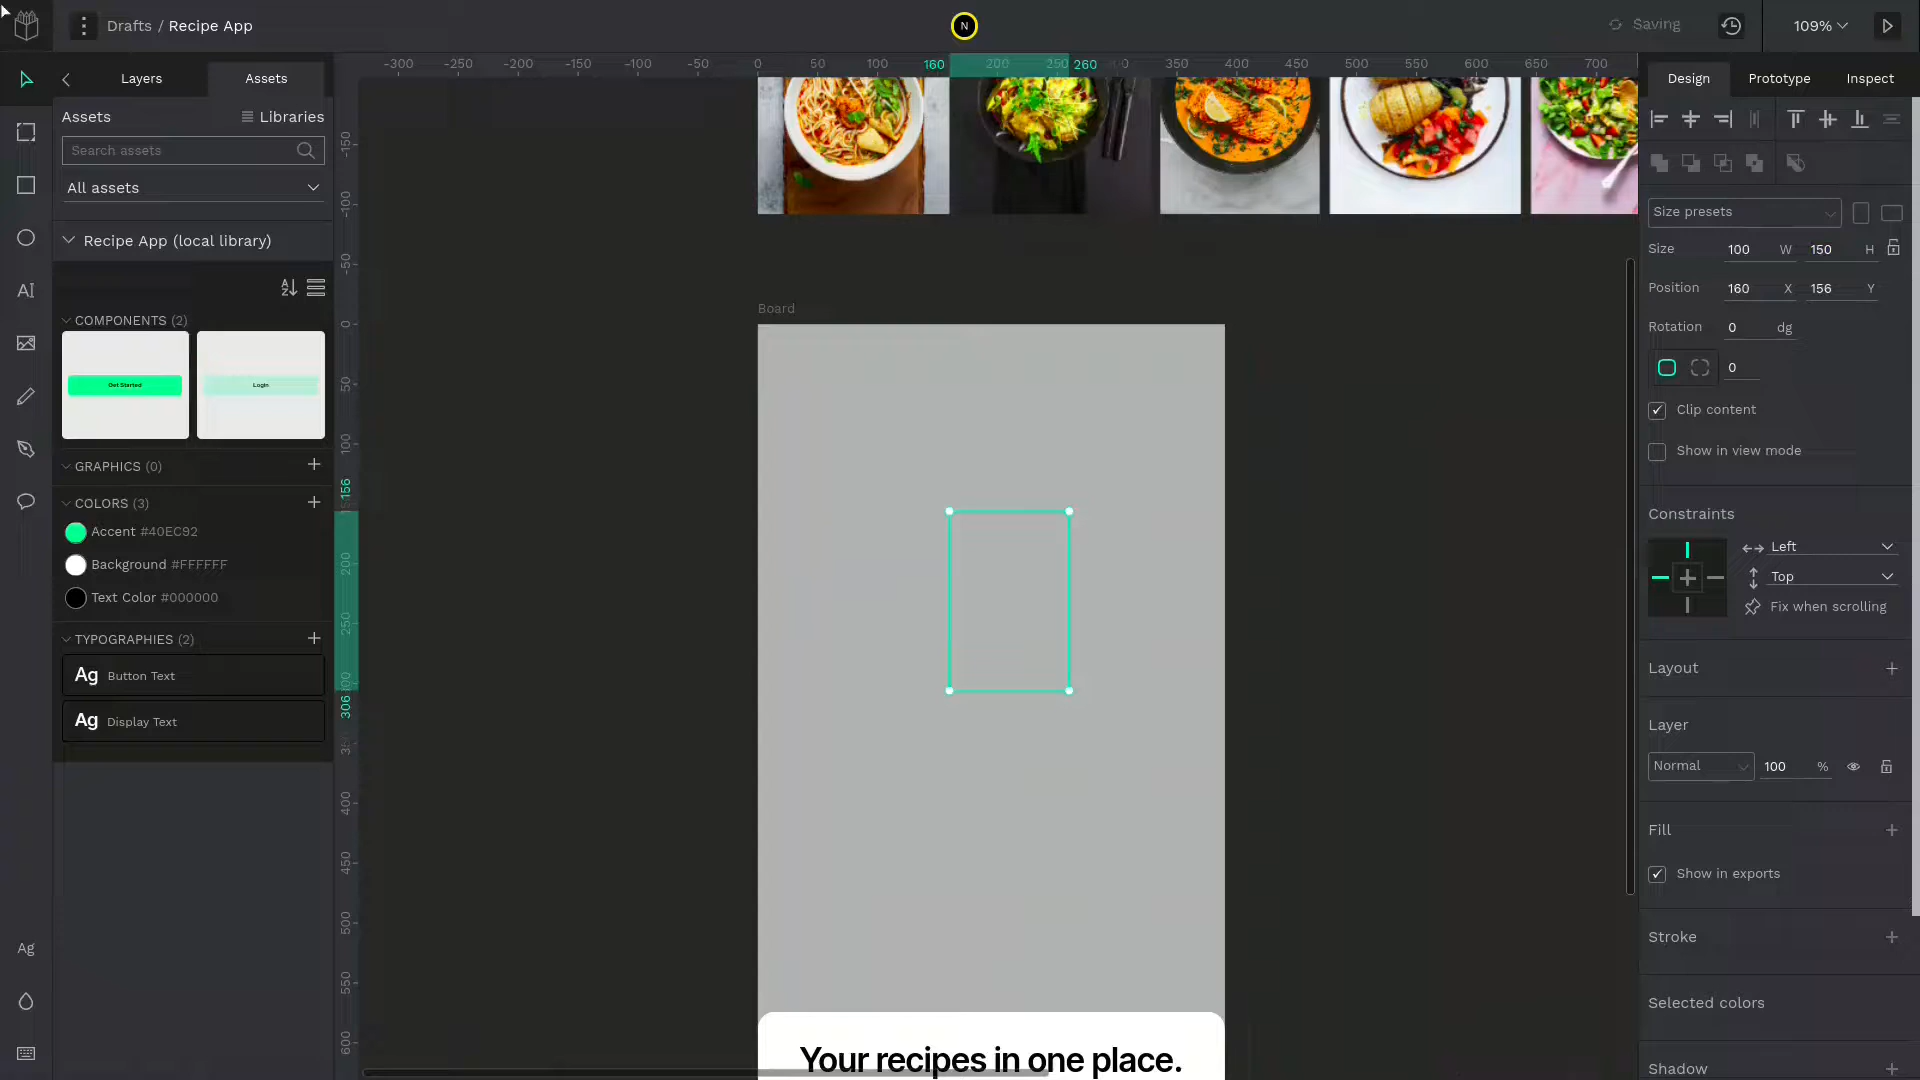 Drafts / Recipe App
N
Saving
109%
Layers
Assets
Design
Prototype
Inspect
-300 -250 -200 -150 -100 -50 0 50 100 160 200 250 260 350 400 450 500 550 600 650 700
Assets
Libraries
Search assets
All assets
Recipe App (local library)
COMPONENTS (2)
Get Started
Login
GRAPHICS (0)
COLORS (3)
Accent #40EC92
Background #FFFFFF
Text Color #000000
TYPOGRAPHIES (2)
Ag Button Text
Ag Display Text
Ag
-150
-100
-50
0
50
100
156
200
250
306
400
450
500
550
600
Board
Your recipes in one place.
Size presets
Size 100 W 150 H
Position 160 X 156 Y
Rotation 0 dg
0
Clip content
Show in view mode
Constraints
Left
Top
Fix when scrolling
Layout
Layer
Normal 100 %
Fill
Show in exports
Stroke
Selected colors
Shadow